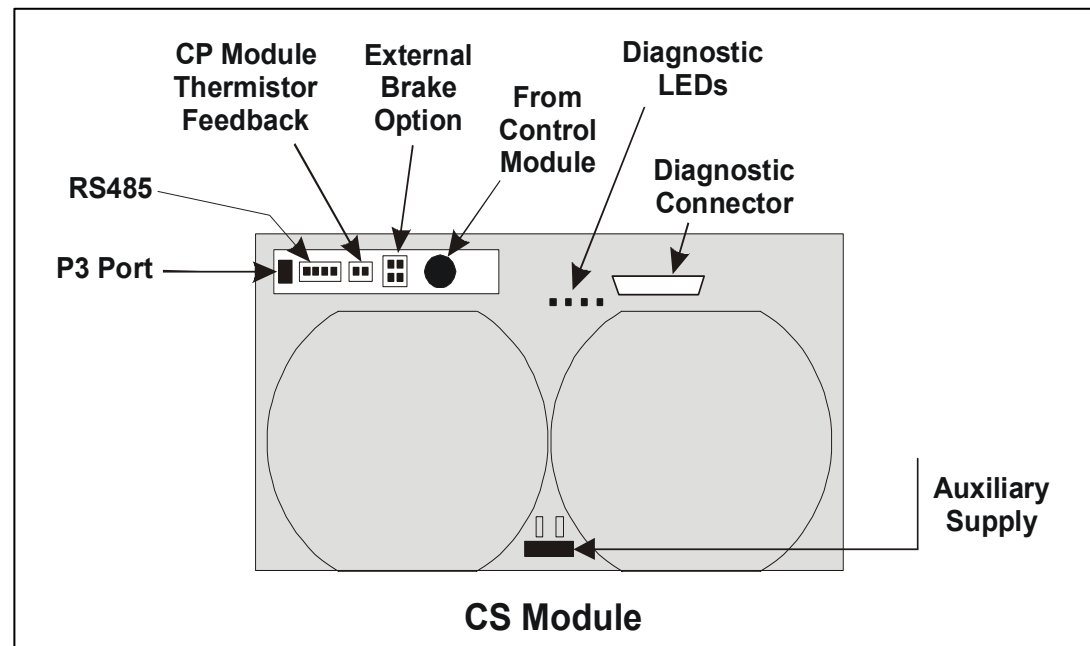 CP Module
Thermistor
Feedback
External
Brake
Option
From
Control
Module
Diagnostic
LEDs
Diagnostic
Connector
RS485
P3 Port
Auxiliary
Supply
CS Module